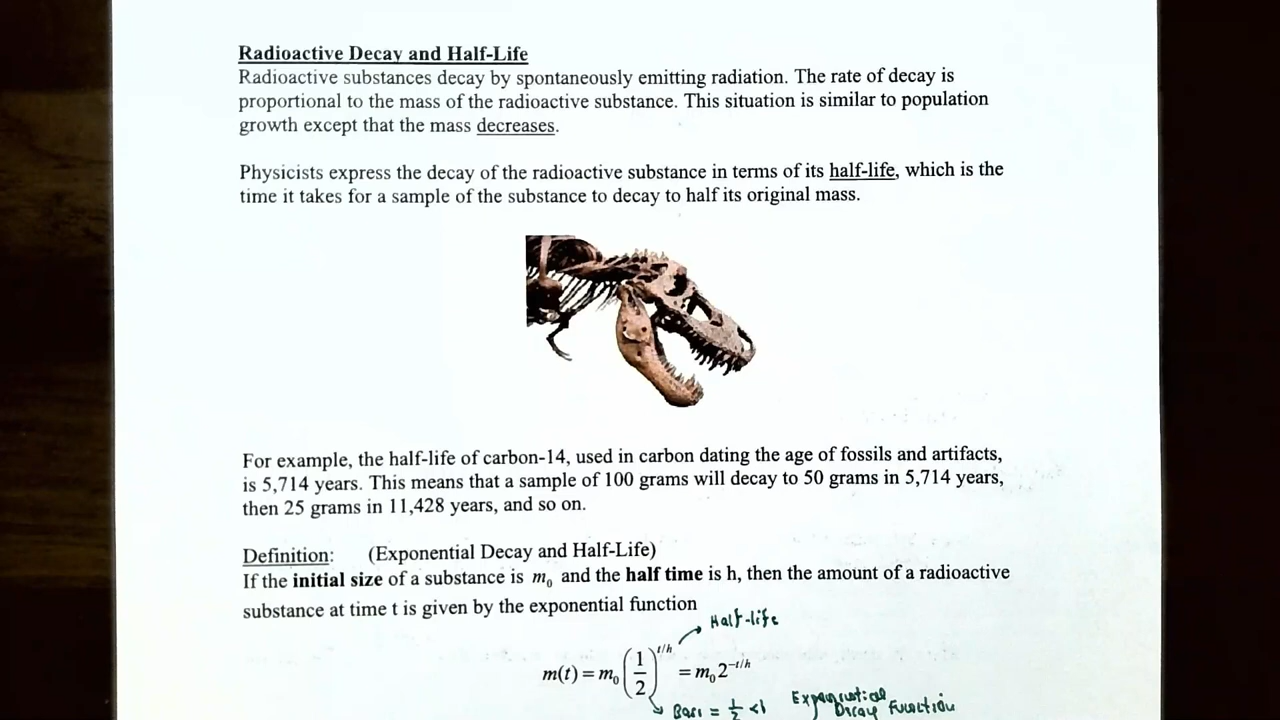 Radioactive Decay and Half-Life
Radioactive substances decay by spontaneously emitting radiation. The rate of decay is
proportional to the mass of the radioactive substance. This situation is similar to population
growth except that the mass decreases.
Physicists express the decay of the radioactive substance in terms of its half-life, which is the
time it takes for a sample of the substance to decay to half its original mass.
For example, the half-life of carbon-14, used in carbon dating the age of fossils and artifacts,
is 5,714 years. This means that a sample of 100 grams will decay to 50 grams in 5,714 years,
then 25 grams in 11,428 years, and so on.
Definition: (Exponential Decay and Half-Life)
If the initial size of a substance is m₀ and the half time is h, then the amount of a radioactive
substance at time t is given by the exponential function
Half-life
m(t) = m₀(1/2)^(t/h) = m₀2^(-t/h)
Base = 1/2 <1 Exponential
Decay Function